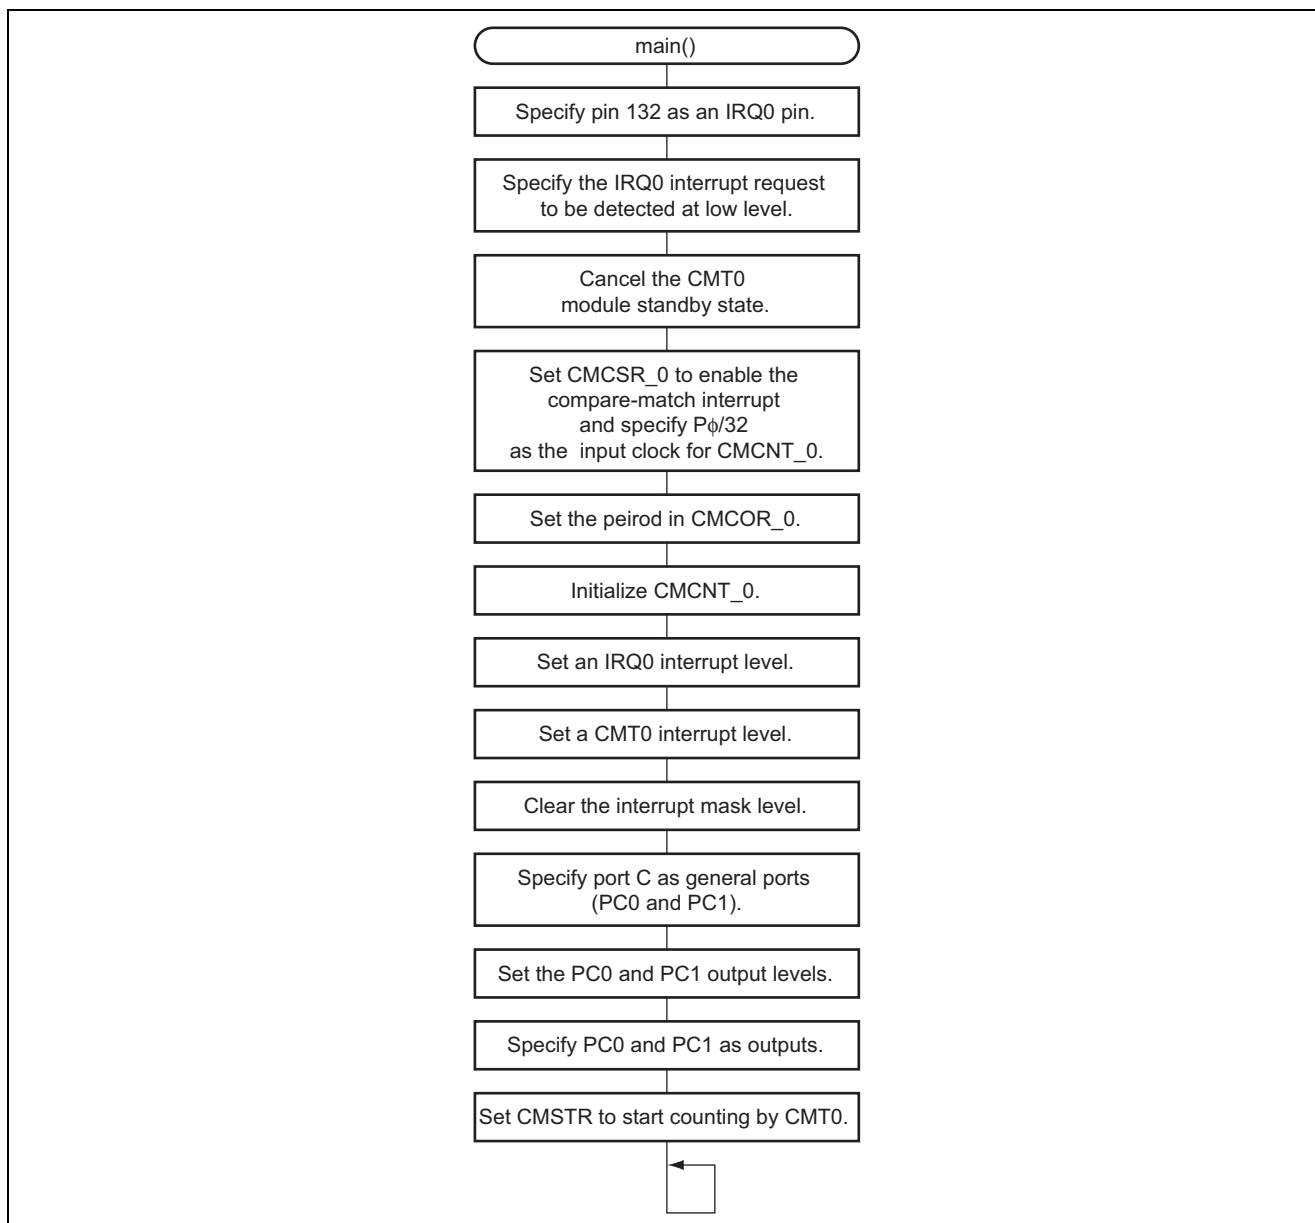 main()
Specify pin 132 as an IRQ0 pin.
Specify the IRQ0 interrupt request
to be detected at low level.
Cancel the CMT0
module standby state.
Set CMCSR_0 to enable the
compare-match interrupt
and specify Pϕ/32
as the  input clock for CMCNT_0.
Set the peirod in CMCOR_0.
Initialize CMCNT_0.
Set an IRQ0 interrupt level.
Set a CMT0 interrupt level.
Clear the interrupt mask level.
Specify port C as general ports
(PC0 and PC1).
Set the PC0 and PC1 output levels.
Specify PC0 and PC1 as outputs.
Set CMSTR to start counting by CMT0.